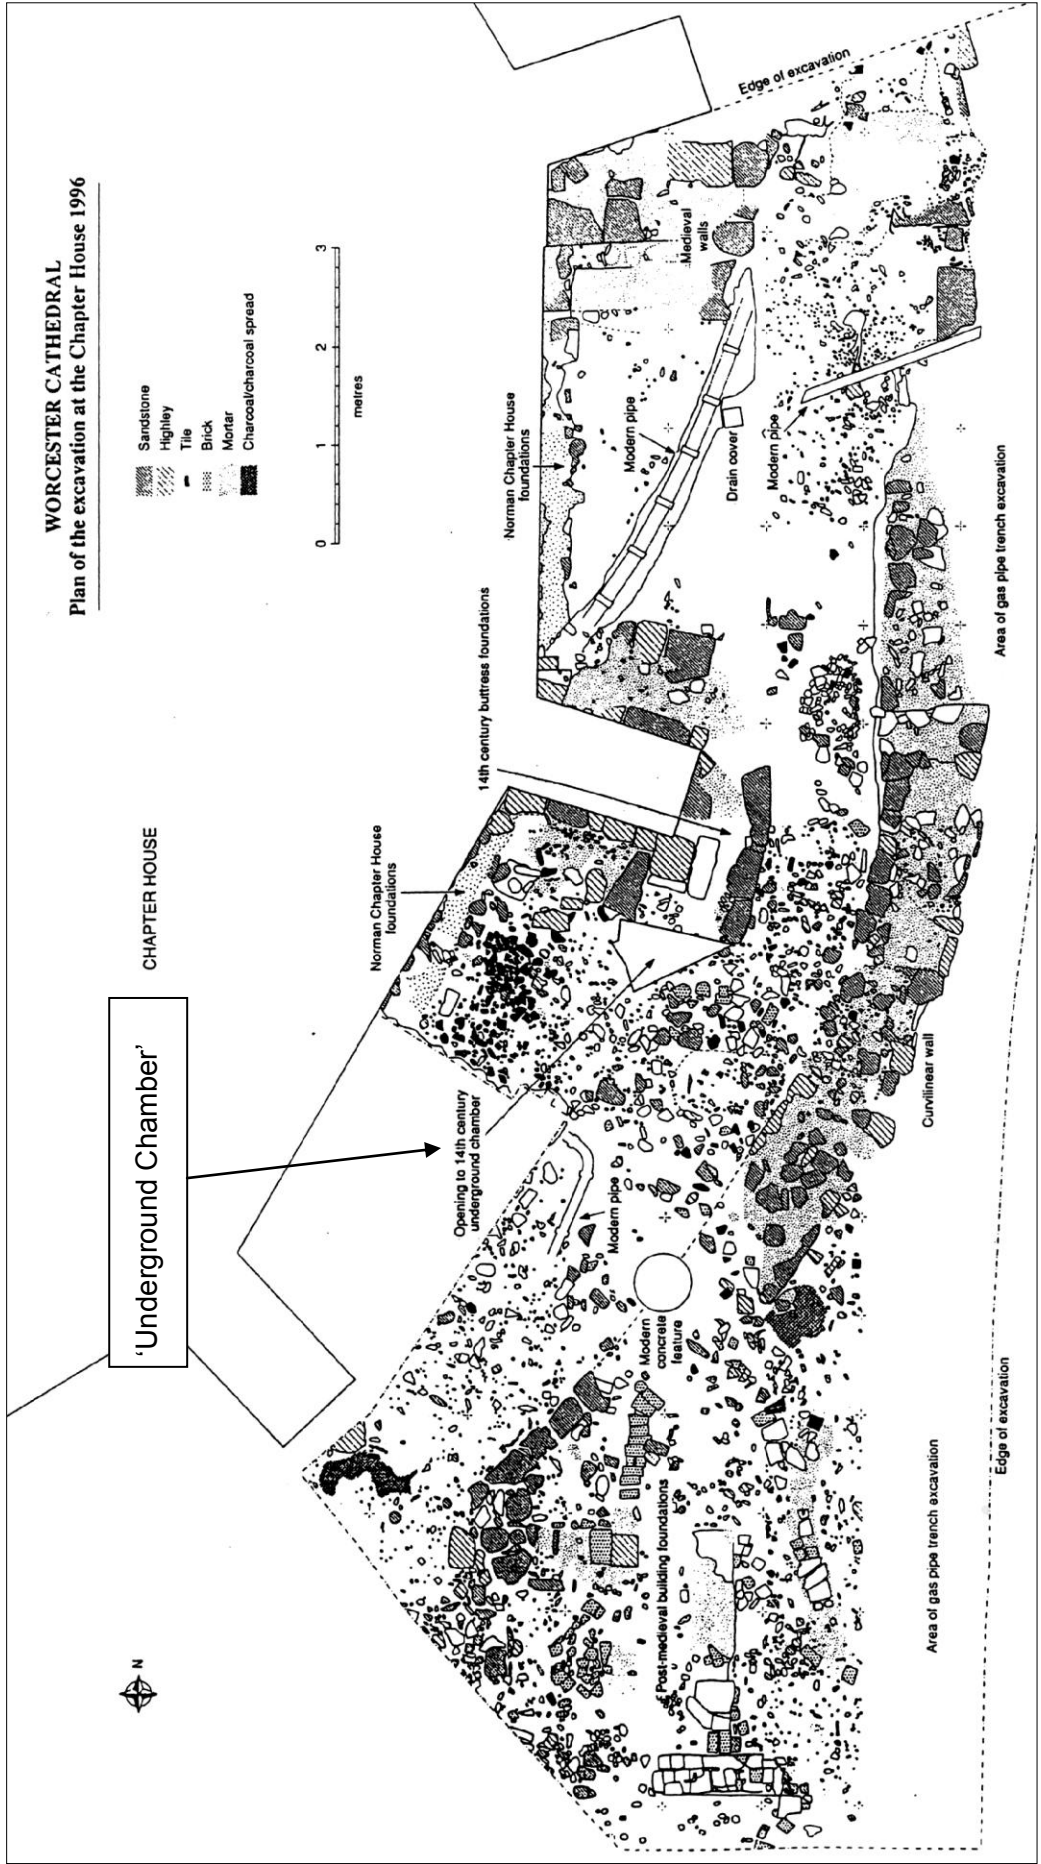 WORCESTER CATHEDRAL
Plan of the excavation at the Chapter House 1996
Sandstone
Highley
Tile
Brick
Mortar
Charcoal/charcoal spread
0 1 2 3
metres
CHAPTER HOUSE
'Underground Chamber'
N
Edge of excavation
Medieval
walls
Norman Chapter House
foundations
Modern pipe
Drain cover
Modern pipe
14th century buttress foundations
Norman Chapter House
foundations
Opening to 14th century
underground chamber
Modern pipe
Modern
concrete
feature
Post-medieval building foundations
Curvilinear wall
Area of gas pipe trench excavation
Area of gas pipe trench excavation
Edge of excavation